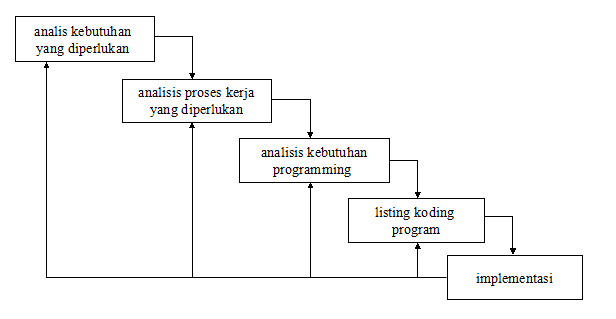 analis kebutuhan
yang diperlukan
analisis proses kerja
yang diperlukan
analisis kebutuhan
programming
listing koding
program
implementasi